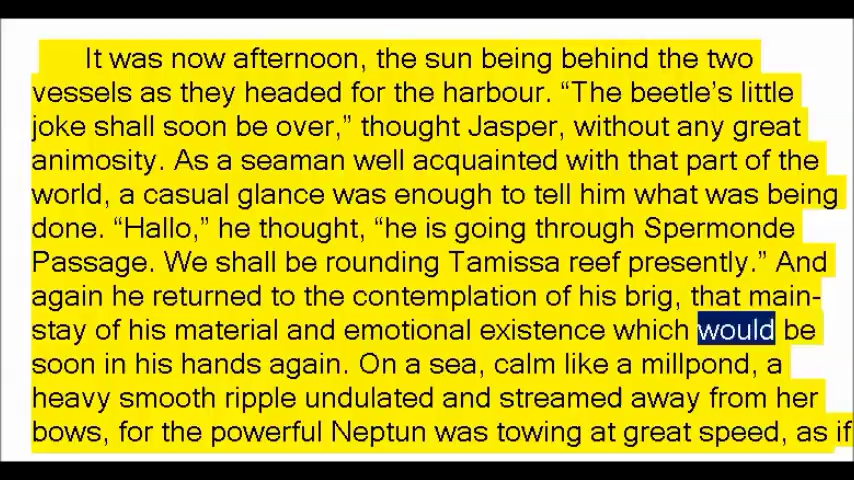 It was now afternoon, the sun being behind the two
vessels as they headed for the harbour. “The beetle’s little
joke shall soon be over,” thought Jasper, without any great
animosity. As a seaman well acquainted with that part of the
world, a casual glance was enough to tell him what was being
done. “Hallo,” he thought, “he is going through Spermonde
Passage. We shall be rounding Tamissa reef presently.” And
again he returned to the contemplation of his brig, that main-
stay of his material and emotional existence which would be
soon in his hands again. On a sea, calm like a millpond, a
heavy smooth ripple undulated and streamed away from her
bows, for the powerful Neptun was towing at great speed, as if